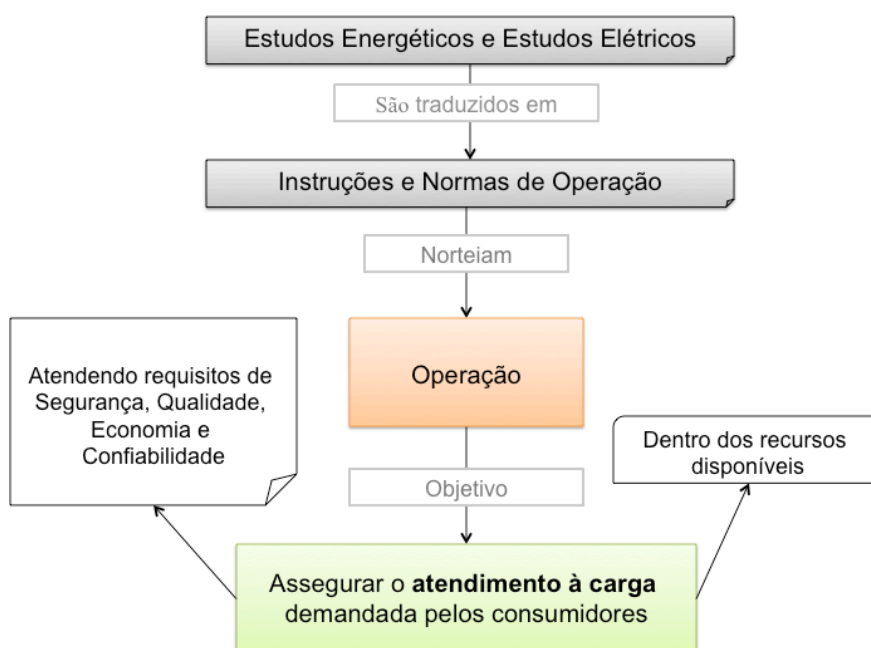 Estudos Energéticos e Estudos Elétricos
São traduzidos em
Instruções e Normas de Operação
Norteiam
Operação
Atendendo requisitos de
Segurança, Qualidade,
Economia e
Confiabilidade
Dentro dos recursos
disponíveis
Objetivo
Assegurar o atendimento à carga
demandada pelos consumidores